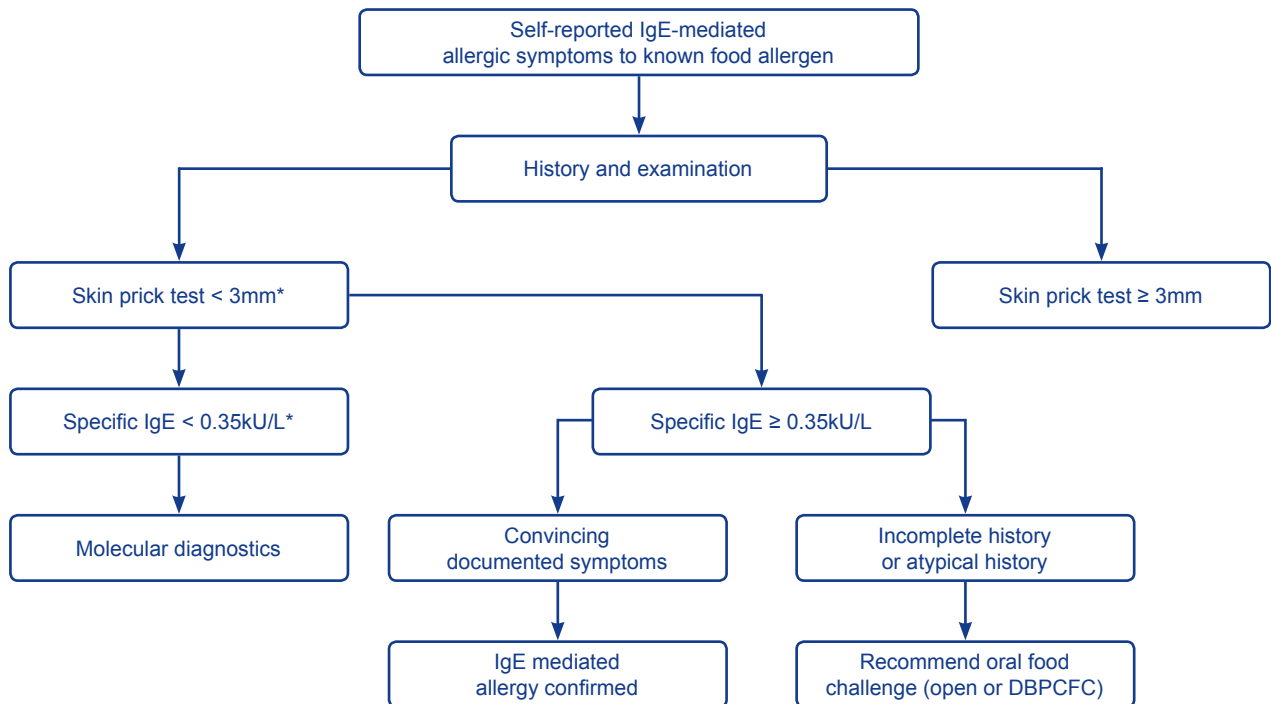 Self-reported IgE-mediated
allergic symptoms to known food allergen
History and examination
Skin prick test < 3mm*
Skin prick test ≥ 3mm
Specific IgE < 0.35kU/L*
Specific IgE ≥ 0.35kU/L
Molecular diagnostics
Convincing
documented symptoms
Incomplete history
or atypical history
IgE mediated
allergy confirmed
Recommend oral food
challenge (open or DBPCFC)